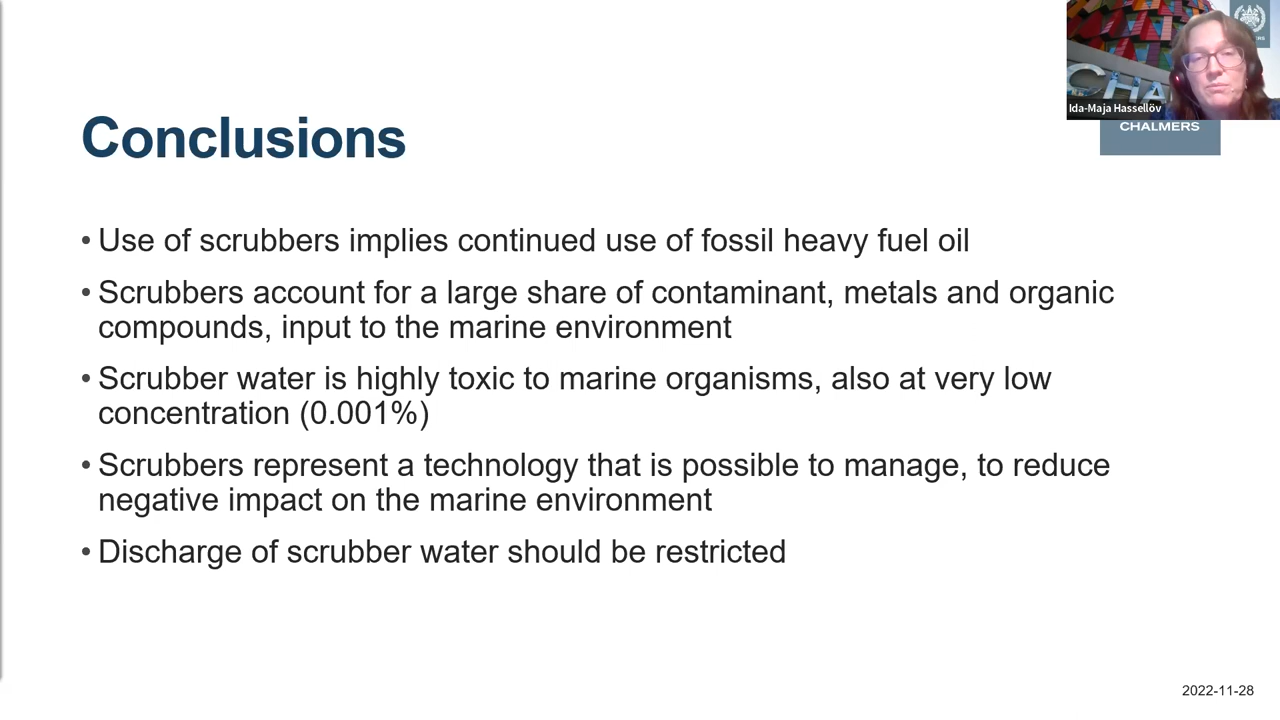 CHA
Ida-Maja Hassellöv
CHALMERS
Conclusions
• Use of scrubbers implies continued use of fossil heavy fuel oil
• Scrubbers account for a large share of contaminant, metals and organic
compounds, input to the marine environment
• Scrubber water is highly toxic to marine organisms, also at very low
concentration (0.001%)
• Scrubbers represent a technology that is possible to manage, to reduce
negative impact on the marine environment
• Discharge of scrubber water should be restricted
2022-11-28